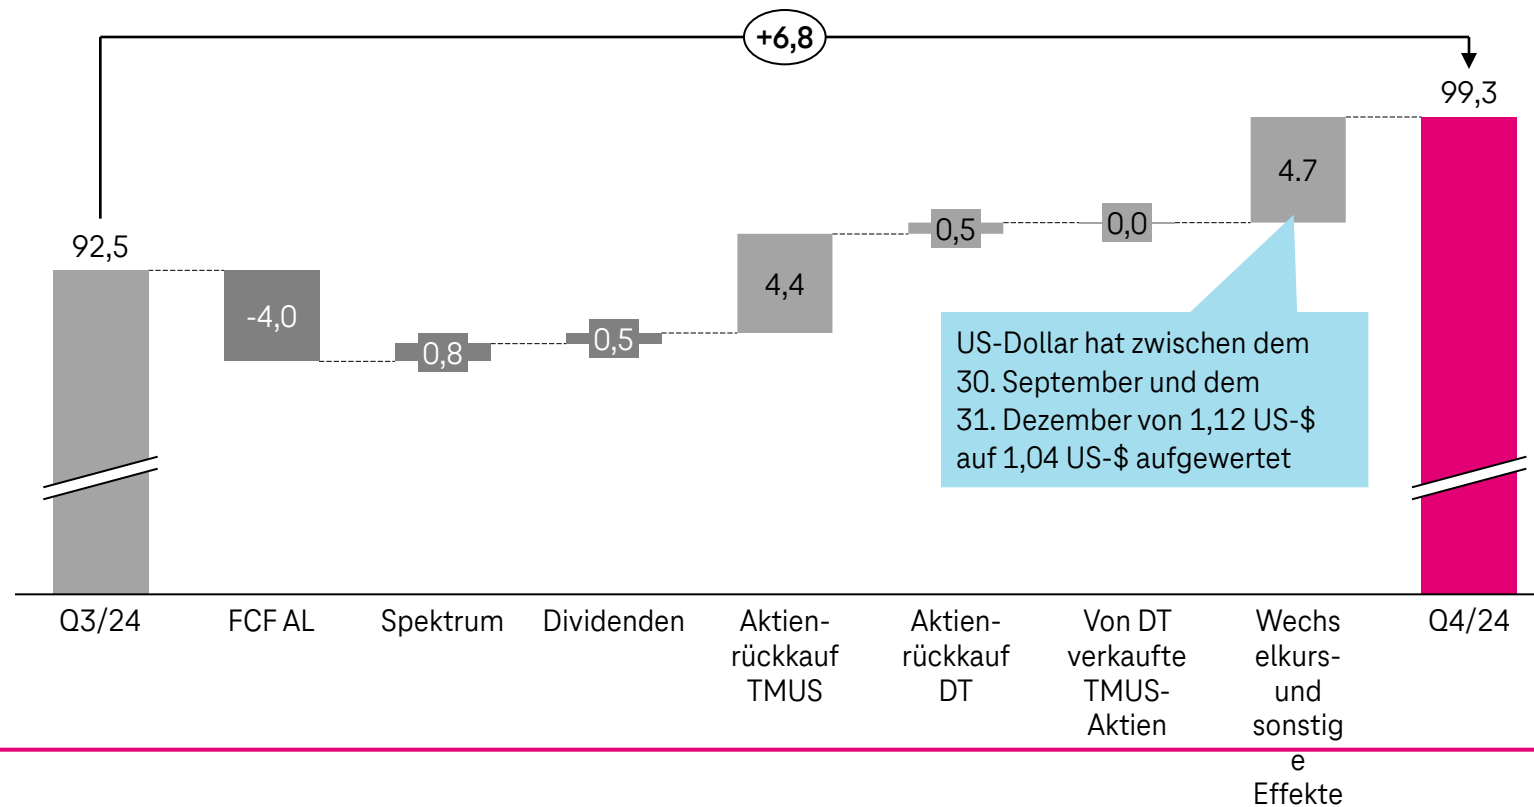 +6,8
99,3
92,5
-4,0
0,8
0,5
4,4
0,5
0,0
4.7
US-Dollar hat zwischen dem
30. September und dem
31. Dezember von 1,12 US-$
auf 1,04 US-$ aufgewertet
Q3/24
FCF AL
Spektrum
Dividenden
Aktien-
rückkauf
TMUS
Aktien-
rückkauf
DT
Von DT
verkaufte
TMUS-
Aktien
Wechs
elkurs-
und
sonstig
e
Effekte
Q4/24